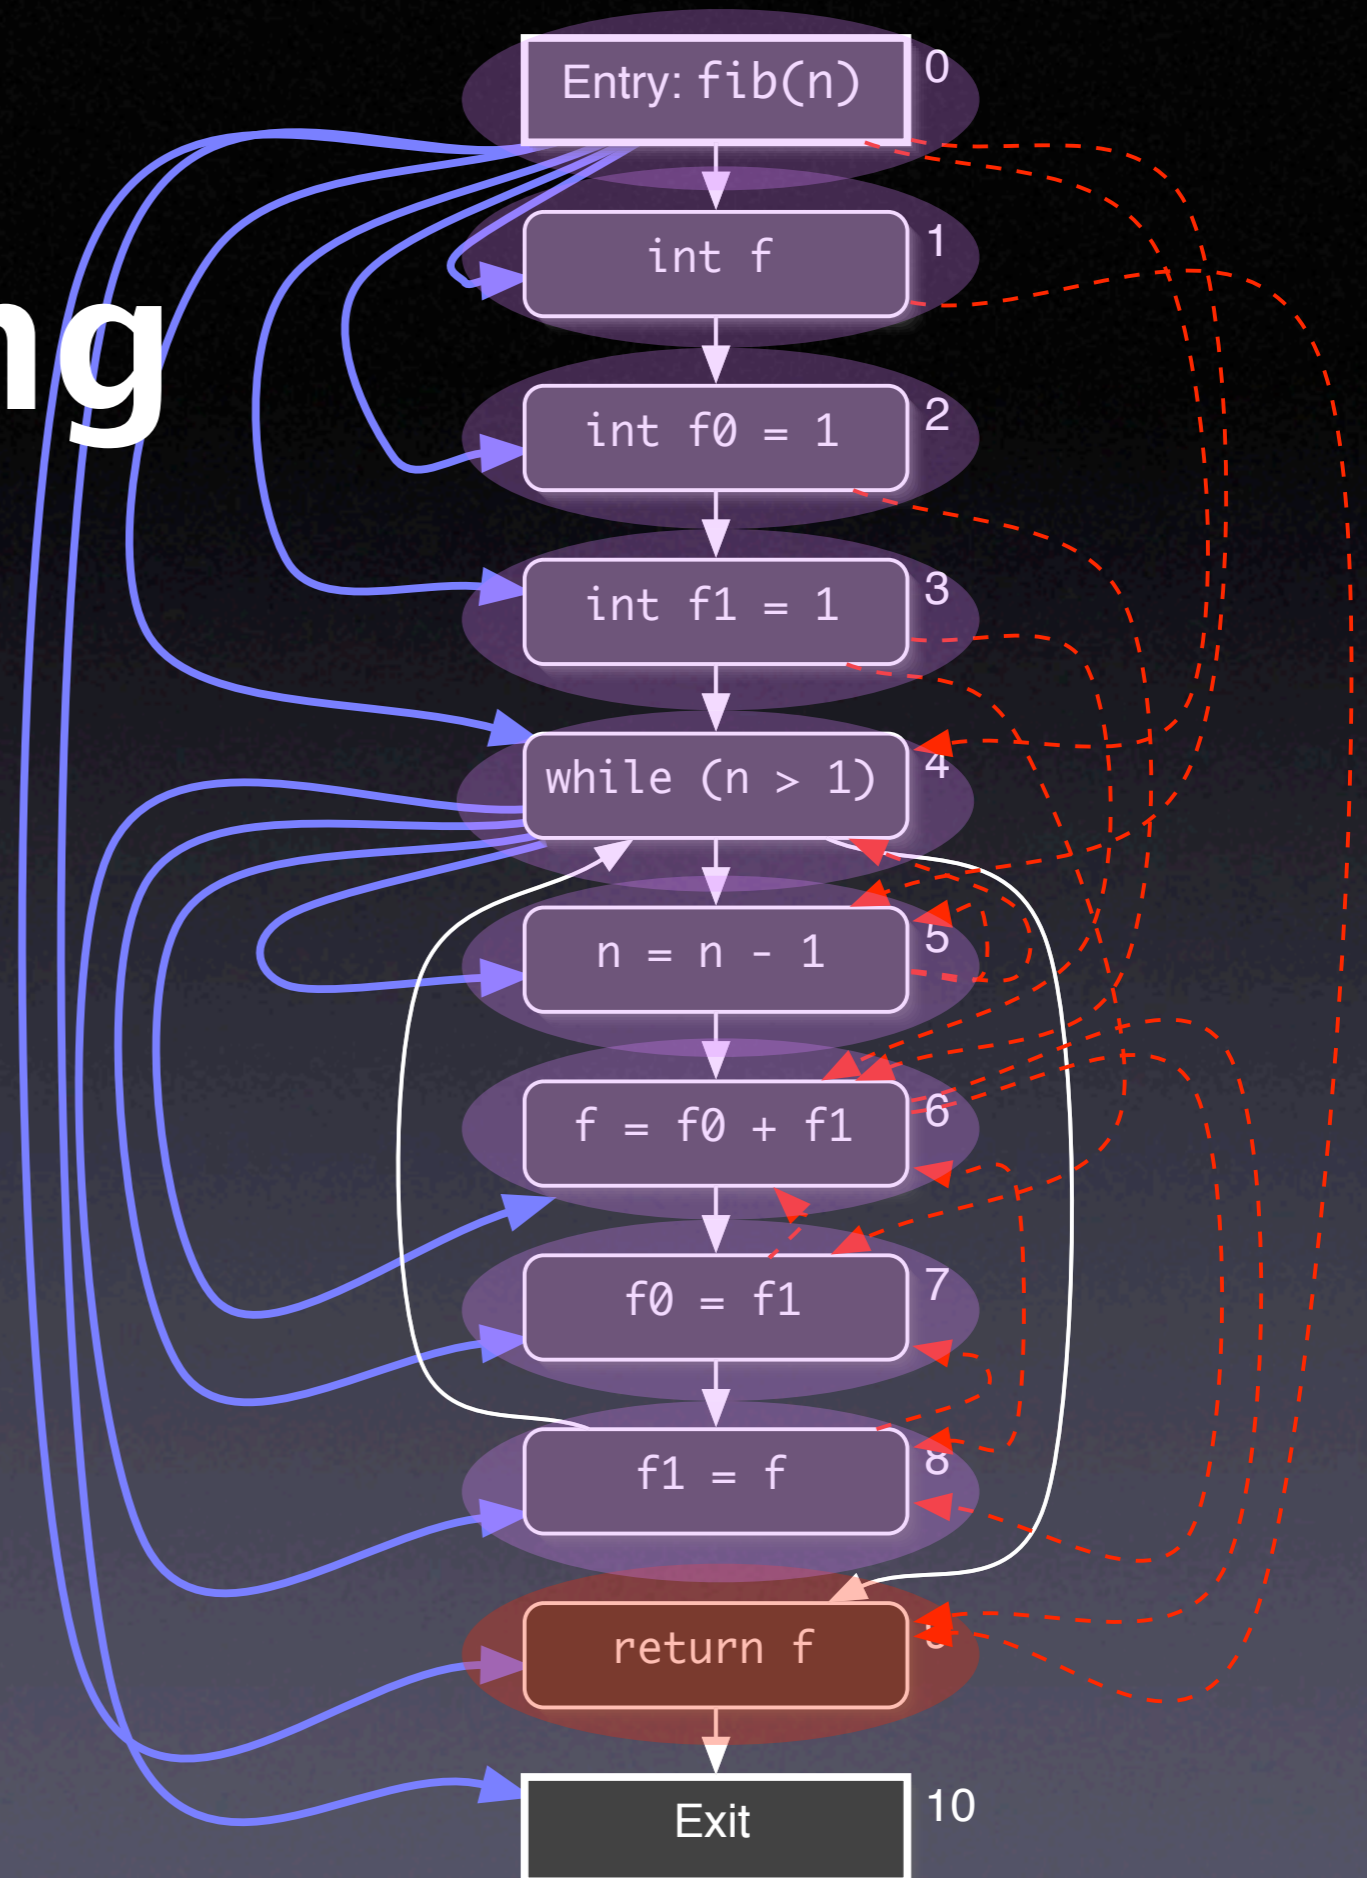 Entry: fib(n)
0
int f
1
ng
int f0 = 1
2
int f1 = 1
3
while (n > 1)
4
n = n - 1
5
f = f0 + f1
6
f0 = f1
7
f1 = f
8
return f
Exit
10